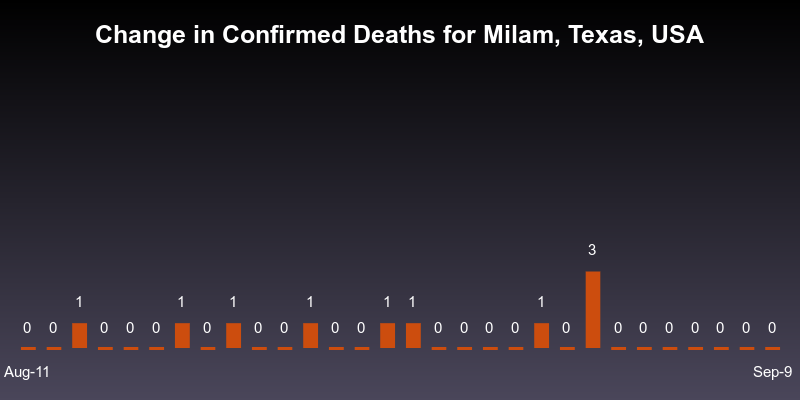 Change in Confirmed Deaths for Milam, Texas, USA
3
1 1 1 1 1 1 1
0 0 0 0 0 0 0 0 0 0 0 0 0 0 0 0 0 0 0 0 0 0
Aug-11 Sep-9